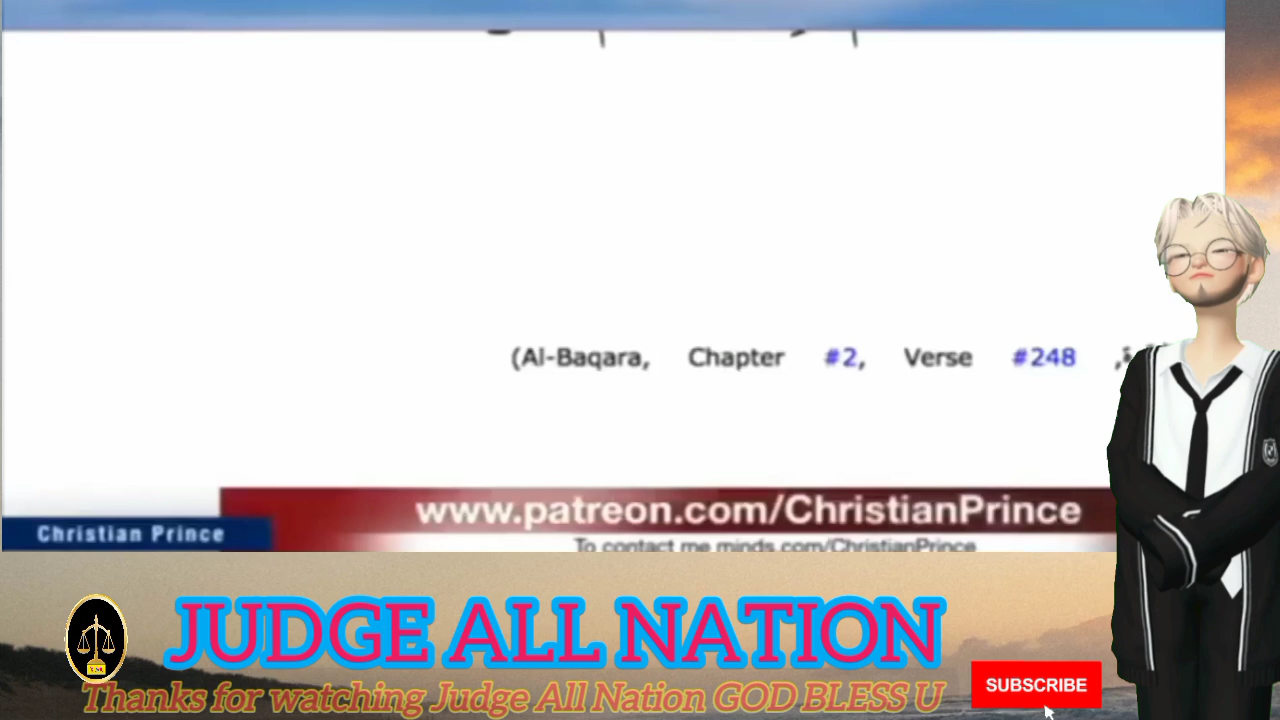 (Al-Baqara, Chapter #2, Verse #248 ,
www.patreon.com/ChristianPrince
Christian Prince
To contact me minds.com/ChristianPrince
JUDGE ALL NATION
Thanks for watching Judge All Nation GOD BLESS U
SUBSCRIBE